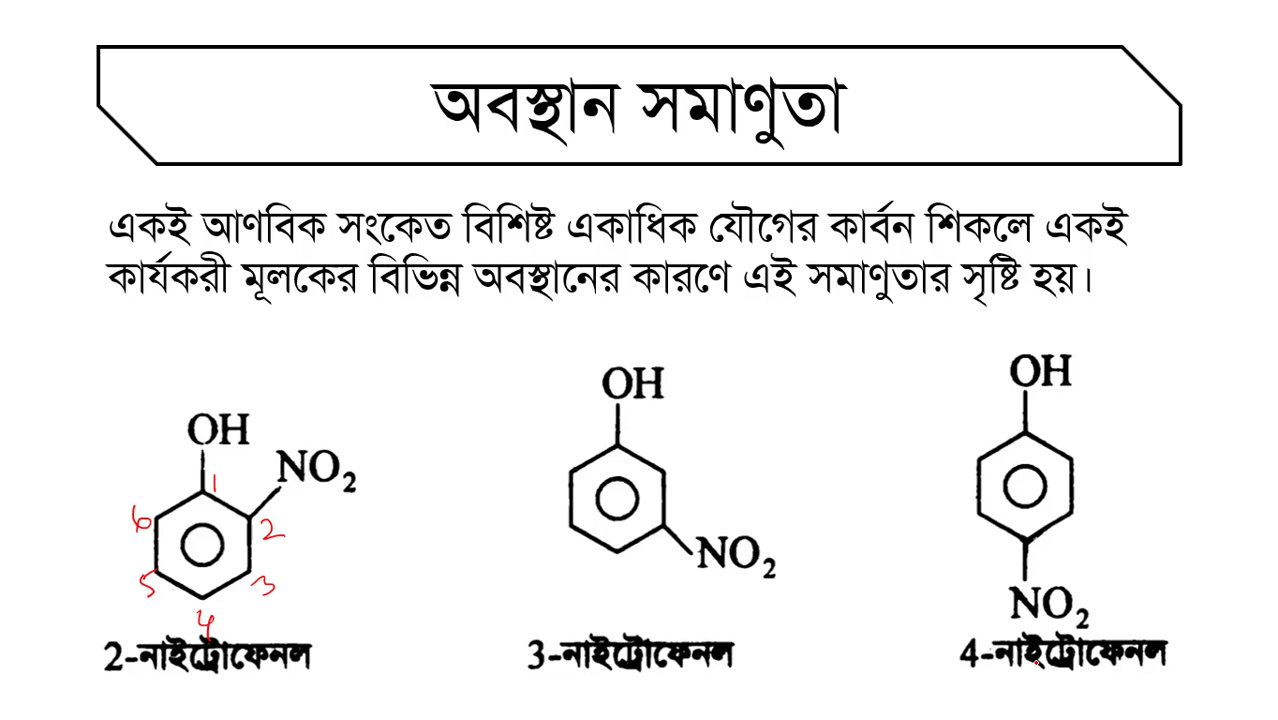 অবস্থান সমাণুতা
একই আণবিক সংকেত বিশিষ্ট একাধিক যৌগের কার্বন শিকলে একই
কার্যকরী মূলকের বিভিন্ন অবস্থানের কারণে এই সমাণুতার সৃষ্টি হয়।
OH
NO₂
1
6
2
5
3
4
2-নাইট্রোফেনল
OH
NO₂
3-নাইট্রোফেনল
OH
NO₂
4-নাইট্রোফেনল